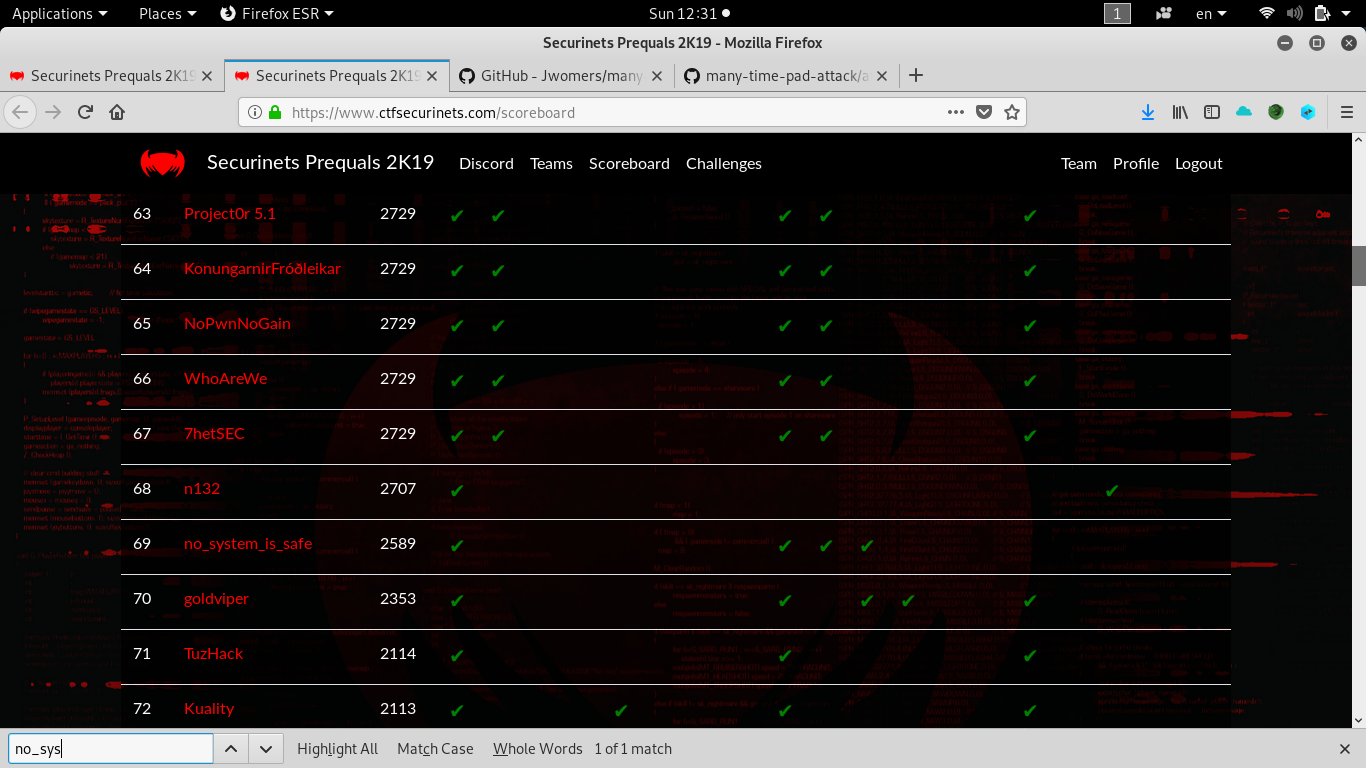 Applications Places Firefox ESR Sun 12:31 1 en
Securinets Prequals 2K19 - Mozilla Firefox
Securinets Prequals 2K19 Securinets Prequals 2K19 GitHub - Jwomers/many many-time-pad-attack/a
https://www.ctfsecurinets.com/scoreboard
Securinets Prequals 2K19 Discord Teams Scoreboard Challenges Team Profile Logout
63 Project0r 5.1 2729 ✔ ✔ ✔ ✔ ✔
64 KonungarnirFróðleikar 2729 ✔ ✔ ✔ ✔ ✔
65 NoPwnNoGain 2729 ✔ ✔ ✔ ✔ ✔
66 WhoAreWe 2729 ✔ ✔ ✔ ✔ ✔
67 7hetSEC 2729 ✔ ✔ ✔ ✔ ✔
68 n132 2707 ✔ ✔
69 no_system_is_safe 2589 ✔ ✔ ✔ ✔
70 goldviper 2353 ✔ ✔ ✔ ✔ ✔
71 TuzHack 2114 ✔ ✔ ✔
72 Kuality 2113 ✔ ✔ ✔ ✔
no_sys Highlight All Match Case Whole Words 1 of 1 match